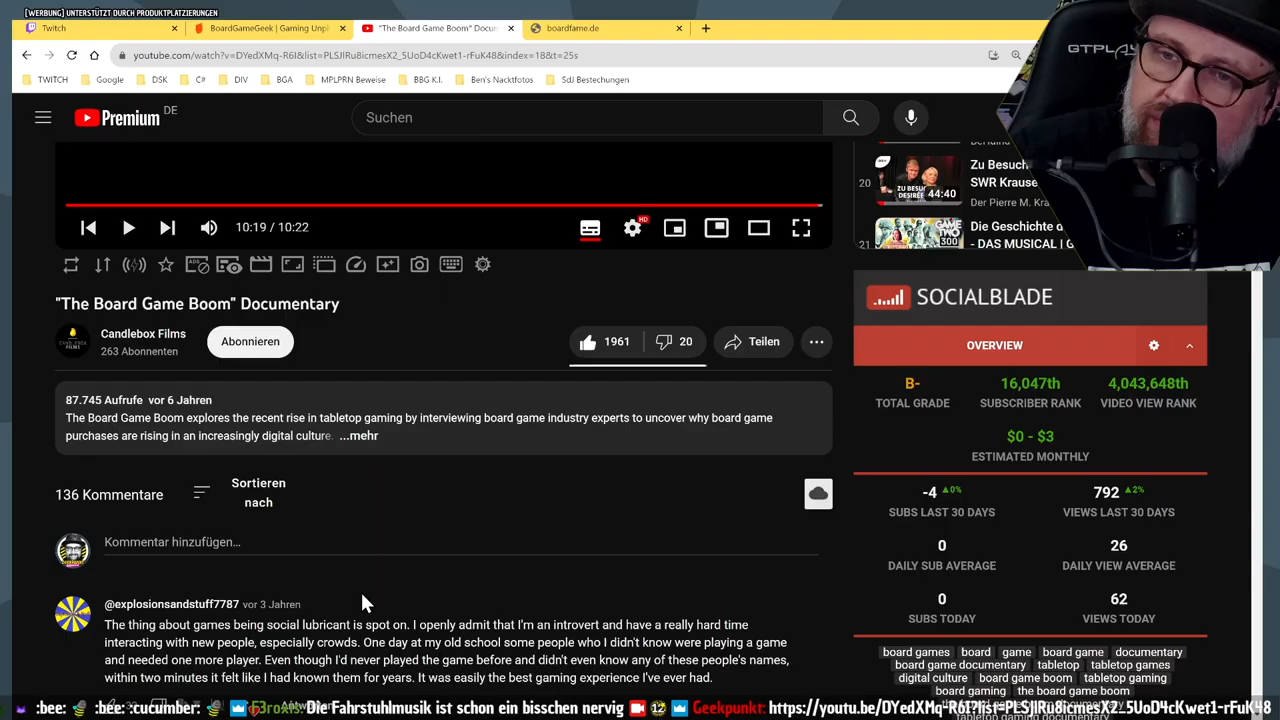 [WERBUNG] UNTERSTÜTZT DURCH PRODUKTPLATZIERUNGEN
Twitch × BoardGameGeek | Gaming Unpl × "The Board Game Boom" Docum × boardfame.de × +
youtube.com/watch?v=DYedXMq-R6I&list=PLSJlRu8icmesX2_5UoD4cKwet1-rFuK48&index=18&t=25s
TWITCH Google DSK C# DIV BGA MPLPRN Beweise BBG K.I. Ben's Nacktfotos SdJ Bestechungen
GTPLAY
Premium DE
Suchen
20
44:40
ZU BESUCH
Zu Besuch
SWR Krause
Der Pierre M. Kra
21
300
Die Geschichte d
- DAS MUSICAL | G
10:19 / 10:22
HD
"The Board Game Boom" Documentary
Candlebox Films
263 Abonnenten
Abonnieren
1961
20
Teilen
87.745 Aufrufe vor 6 Jahren
The Board Game Boom explores the recent rise in tabletop gaming by interviewing board game industry experts to uncover why board game
purchases are rising in an increasingly digital culture. ...mehr
136 Kommentare
Sortieren
nach
Kommentar hinzufügen...
@explosionsandstuff7787 vor 3 Jahren
The thing about games being social lubricant is spot on. I openly admit that I'm an introvert and have a really hard time
interacting with new people, especially crowds. One day at my old school some people who I didn't know were playing a game
and needed one more player. Even though I'd never played the game before and didn't even know any of these people's names,
within two minutes it felt like I had known them for years. It was easily the best gaming experience I've ever had.
SOCIALBLADE
OVERVIEW
B-
TOTAL GRADE
16,047th
SUBSCRIBER RANK
4,043,648th
VIDEO VIEW RANK
$0 - $3
ESTIMATED MONTHLY
-4 ▲0%
SUBS LAST 30 DAYS
792 ▲2%
VIEWS LAST 30 DAYS
0
DAILY SUB AVERAGE
26
DAILY VIEW AVERAGE
0
SUBS TODAY
62
VIEWS TODAY
board games board game board game documentary
board game documentary tabletop tabletop games
digital culture board game boom tabletop gaming
board gaming the board game boom
:bee: :bee: :cucumber: F3roxis: Die Fahrstuhlmusik ist schon ein bisschen nervig 12 Geekpunkt: https://youtu.be/DYedXMq-R6I?list=PLSJlRu8icmesX2_5UoD4cKwet1-rFuK48